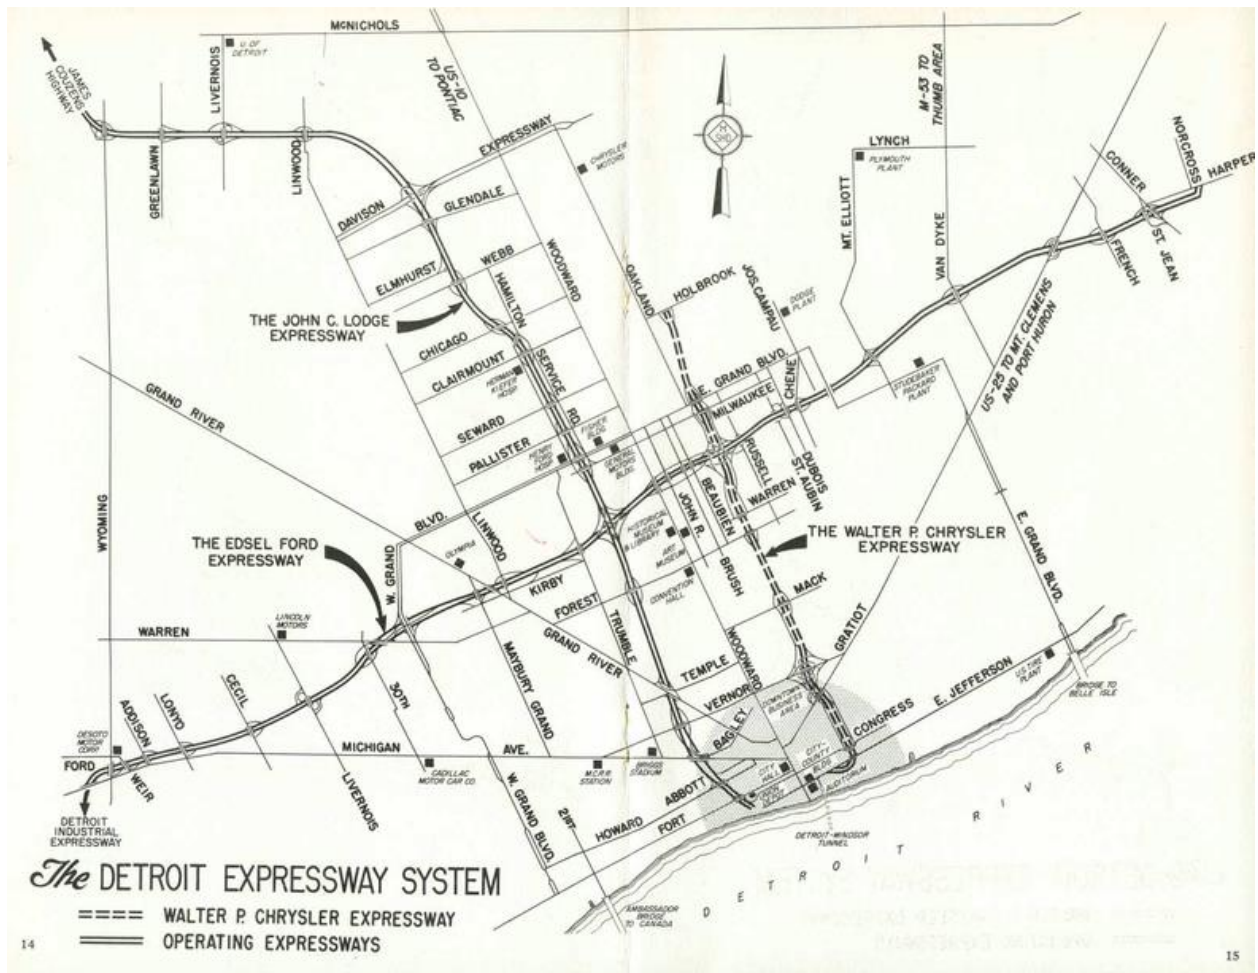 McNICHOLS
U. OF
DETROIT
LIVERNOIS
JAMES
COUZENS
HIGHWAY
GREENLAWN
LINWOOD
US-10
TO PONTIAC
EXPRESSWAY
DAVISON
GLENDALE
CHRYSLER
MOTORS
M
SHD
M-53 TO
THUMB AREA
LYNCH
PLYMOUTH
PLANT
MT. ELLIOTT
VAN DYKE
CONNER
NORCROSS
HARPER
ST. JEAN
FRENCH
ELMHURST
WEBB
HAMILTON
WOODWARD
OAKLAND
HOLBROOK
JOS. CAMPAU
DODGE
PLANT
US-25 TO MT. CLEMENS
AND PORT HURON
THE JOHN C. LODGE
EXPRESSWAY
CHICAGO
CLAIRMOUNT
HERMAN
KIEFER
HOSP.
SERVICE
RD.
SEWARD
PALLISTER
FISHER
BLDG.
HENRY
FORD
HOSP.
GENERAL
MOTORS
BLDG.
E. GRAND BLVD.
MILWAUKEE
CHENE
STUDEBAKER
PACKARD
PLANT
GRAND RIVER
WYOMING
BLVD.
LINWOOD
W. GRAND
OLYMPIA
THE EDSEL FORD
EXPRESSWAY
KIRBY
FOREST
HISTORICAL
MUSEUM
& LIBRARY
ART
MUSEUM
CONVENTION
HALL
JOHN R.
BEAUBIEN
BRUSH
RUSSELL
WARREN
DUBOIS
ST. AUBIN
THE WALTER P. CHRYSLER
EXPRESSWAY
E. GRAND BLVD.
MACK
GRATIOT
WARREN
LINCOLN
MOTORS
30TH
MAYBURY GRAND
GRAND RIVER
TRUMBLE
TEMPLE
VERNOR
WOODWARD
DOWNTOWN
BUSINESS
AREA
BAGLEY
CONGRESS
E. JEFFERSON
U.S. TIRE
PLANT
BRIDGE TO
BELLE ISLE
CECIL
LONYO
ADDISON
DESOTO
MOTOR
CORP.
FORD
WEIR
MICHIGAN
AVE.
LIVERNOIS
CADILLAC
MOTOR CAR CO.
M.C.R.R.
STATION
BRIGGS
STADIUM
W. GRAND BLVD.
21ST
ABBOTT
HOWARD
FORT
CITY
HALL
UNION
DEPOT
CITY-
COUNTY
BLDG.
AUDITORIUM
DETROIT-WINDSOR
TUNNEL
DETROIT
INDUSTRIAL
EXPRESSWAY
AMBASSADOR
BRIDGE
TO CANADA
DETROIT RIVER
The DETROIT EXPRESSWAY SYSTEM
WALTER P. CHRYSLER EXPRESSWAY
OPERATING EXPRESSWAYS
14
15